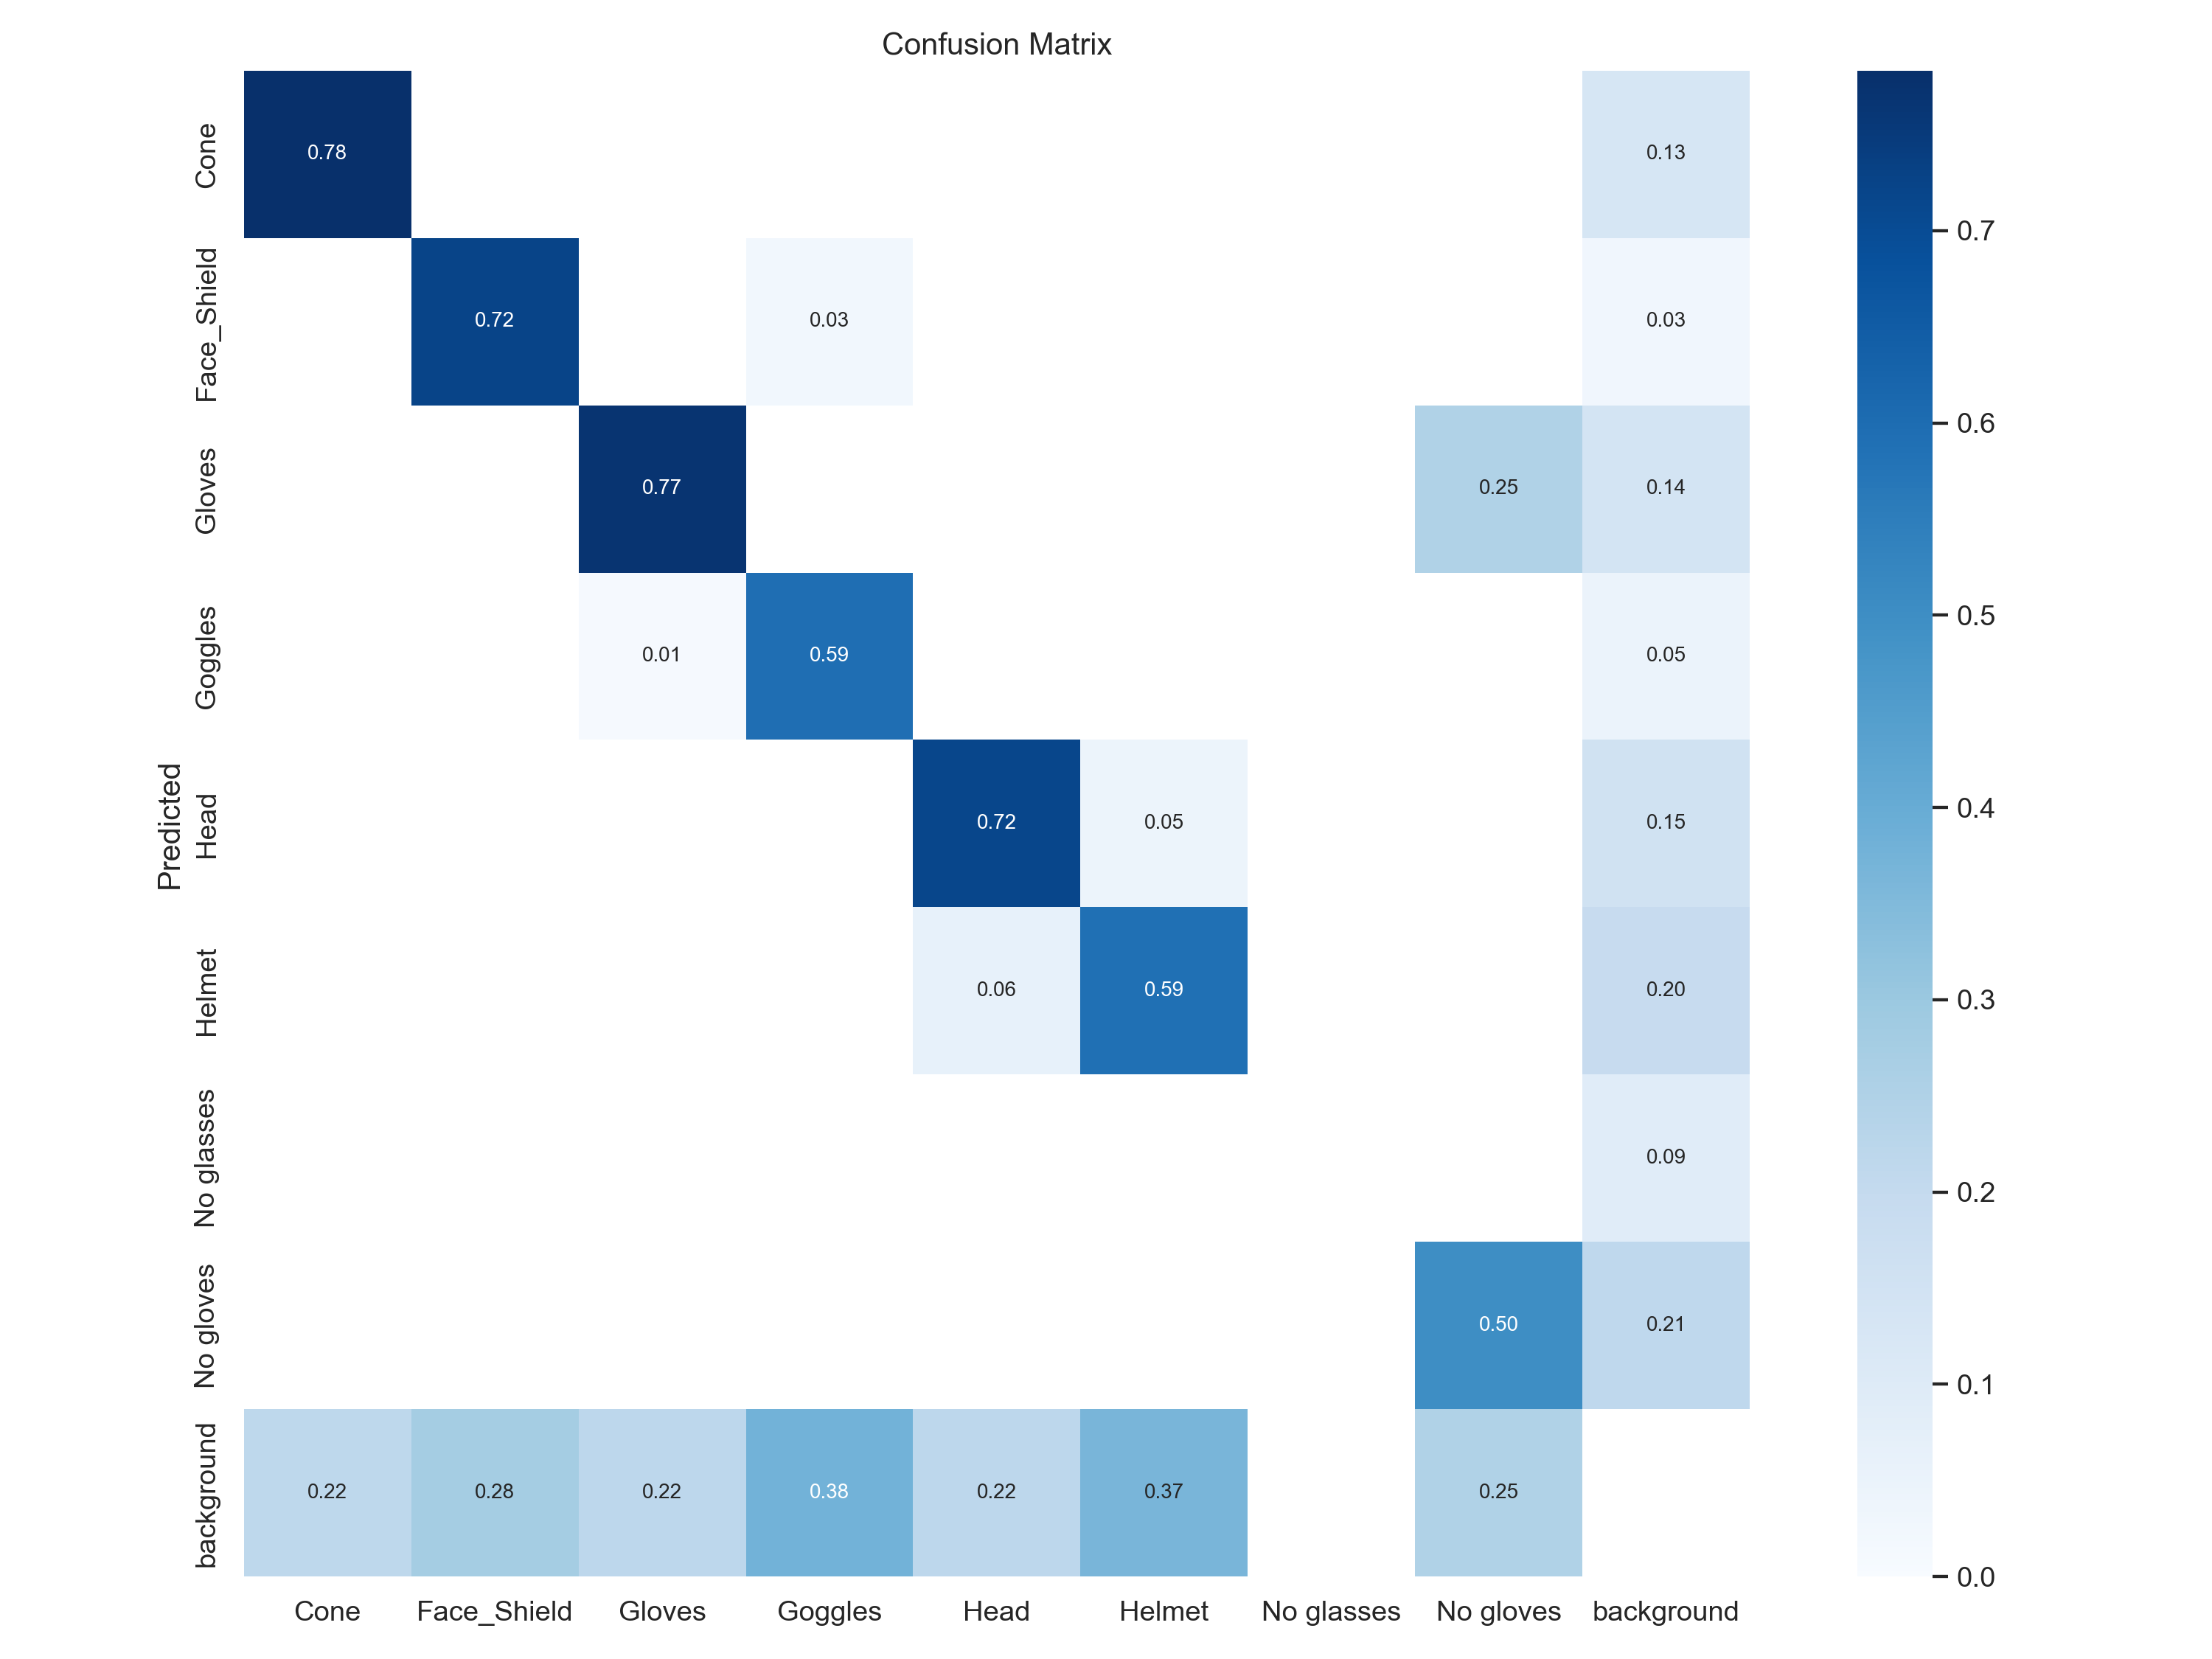 Confusion Matrix
Cone
0.78
0.13
0.7
Face_Shield
0.72
0.03
0.03
0.6
Gloves
0.77
0.25
0.14
0.5
Goggles
0.01
0.59
0.05
0.4
Predicted
Head
0.72
0.05
0.15
0.3
Helmet
0.06
0.59
0.20
No glasses
0.09
0.2
No gloves
0.50
0.21
0.1
background
0.22
0.28
0.22
0.38
0.22
0.37
0.25
0.0
Cone Face_Shield Gloves Goggles Head Helmet No glasses No gloves background